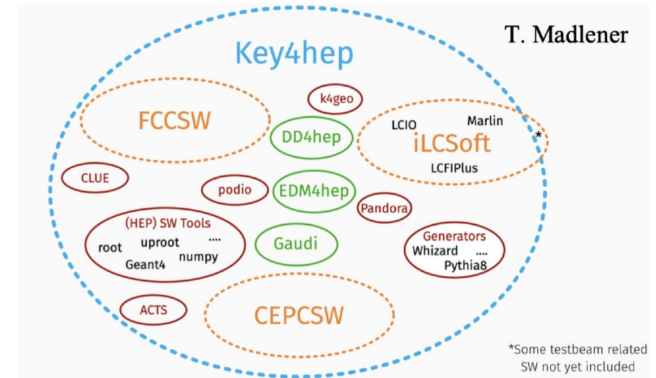 T. Madlener
Key4hep
k4geo
FCCSW
DD4hep
LCIO
Marlin
*
iLCSoft
LCFIPlus
CLUE
podio
EDM4hep
Pandora
(HEP) SW Tools
root uproot ....
Geant4 numpy
Gaudi
Generators
Whizard ....
Pythia8
ACTS
CEPCSW
*Some testbeam related
SW not yet included